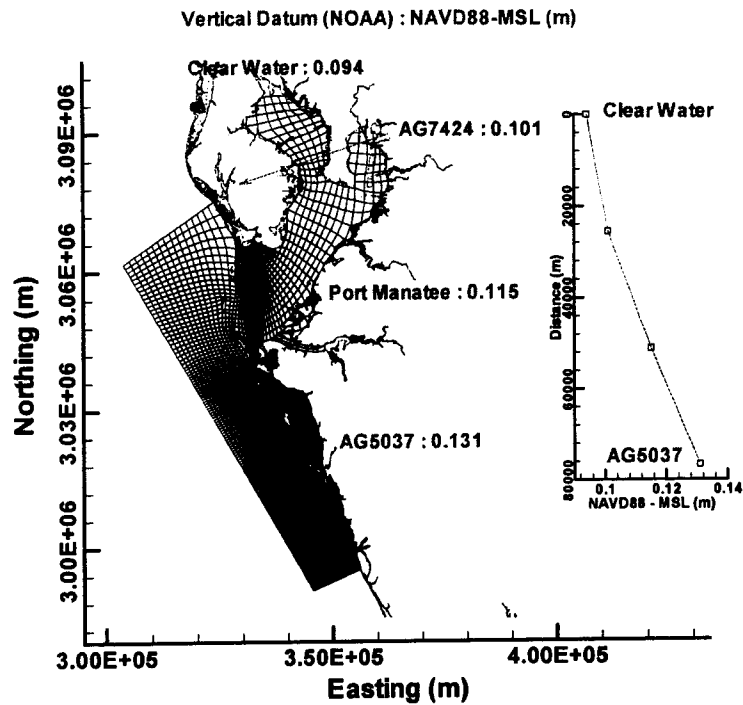 Vertical Datum (NOAA) : NAVD88-MSL (m)
Clear Water : 0.094
AG7424 : 0.101
Port Manatee : 0.115
AG5037 : 0.131
3.09E+06
3.06E+06
3.03E+06
3.00E+06
Northing (m)
3.00E+05
3.50E+05
4.00E+05
Easting (m)
0
Clear Water
20000
40000
60000
80000
Distance (m)
AG5037
0.1
0.12
0.14
NAVD88 - MSL (m)